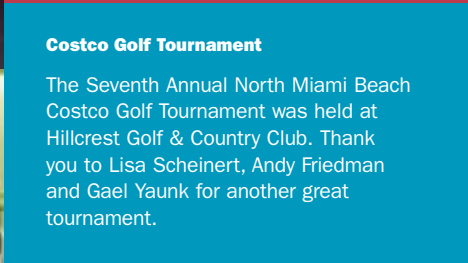 Costco Golf Tournament
The Seventh Annual North Miami Beach
Costco Golf Tournament was held at
Hillcrest Golf & Country Club. Thank
you to Lisa Scheinert, Andy Friedman
and Gael Yaunk for another great
tournament.